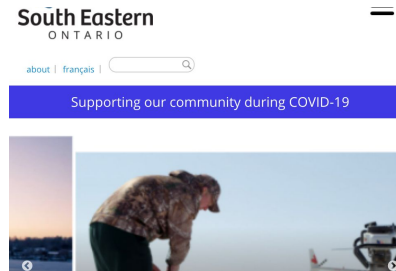 South Eastern
ONTARIO
about | français |
Supporting our community during COVID-19